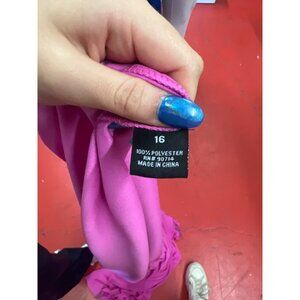 16
100% POLYESTER
RN# 90714
MADE IN CHINA